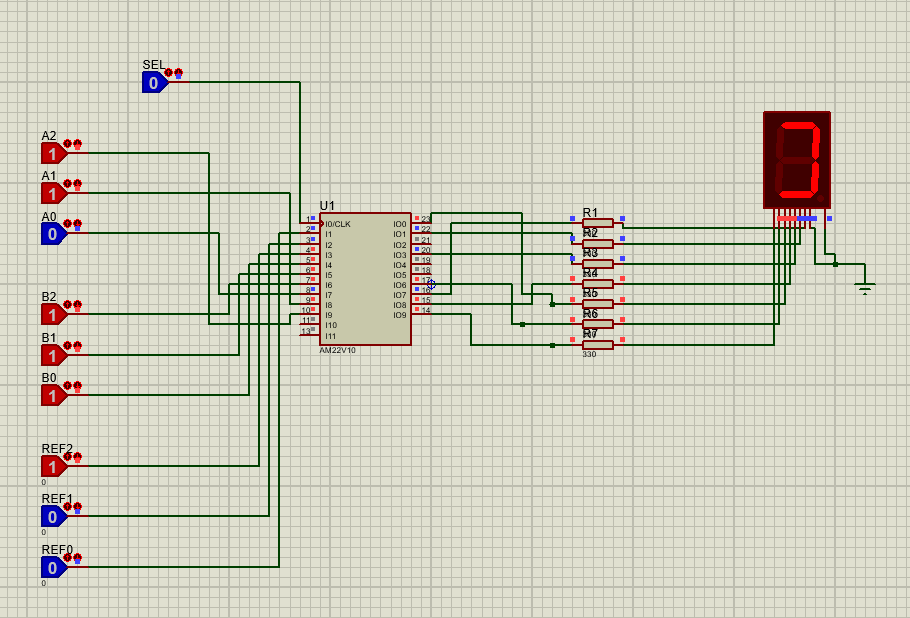 SEL
0
A2
1
A1
1
A0
0
B2
1
B1
1
B0
1
REF2
1
0
REF1
0
0
REF0
0
0
U1
1 I0/CLK IO0 23
2 I1 IO1 22
3 I2 IO2 21
4 I3 IO3 20
5 I4 IO4 19
6 I5 IO5 18
7 I6 IO6 17
8 I7 IO7 16
9 I8 IO8 15
10 I9 IO9 14
11 I10
13 I11
AM22V10
R1
R2
R3
R4
R5
R6
R7
330